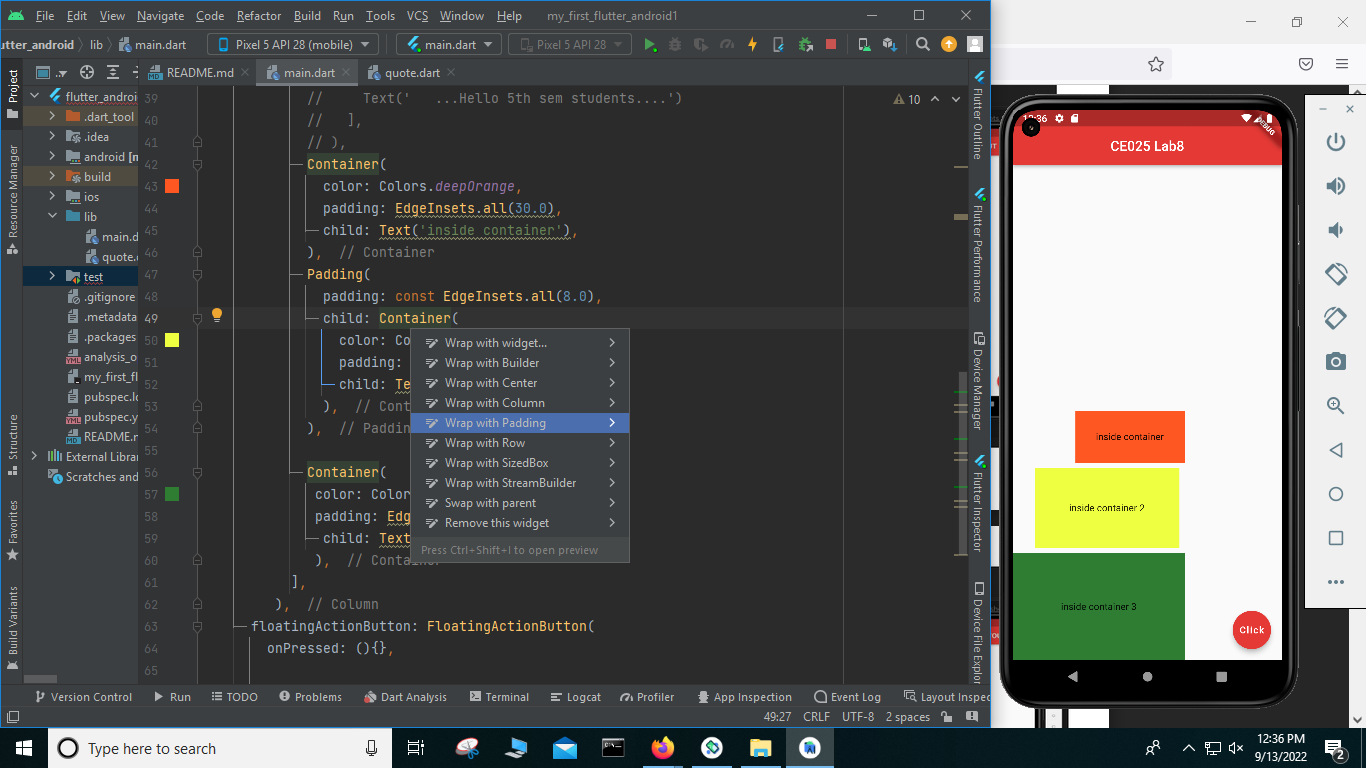 File Edit View Navigate Code Refactor Build Run Tools VCS Window Help my_first_flutter_android1
utter_android lib main.dart Pixel 5 API 28 (mobile) main.dart Pixel 5 API 28
Project .. README.md main.dart quote.dart
flutter_androi
.dart_tool
.idea
android [m
build
ios
lib
main.d
quote.d
test
.gitignore
.metadata
.packages
analysis_o
my_first_fl
pubspec.lo
pubspec.y
README.m
External Librar
Scratches and
Resource Manager
Structure
Favorites
Build Variants
39 // Text(' ...Hello 5th sem students....')
40 // ],
41 // ),
42 Container(
43 color: Colors.deepOrange,
44 padding: EdgeInsets.all(30.0),
45 child: Text('inside container'),
46 ), // Container
47 Padding(
48 padding: const EdgeInsets.all(8.0),
49 child: Container(
50 color: Co
51 padding:
52 child: Te
53 ), // Cont
54 ), // Paddin
55
56 Container(
57 color: Color
58 padding: Edg
59 child: Text
60 ), // Container
61 ],
62 ), // Column
63 floatingActionButton: FloatingActionButton(
64 onPressed: (){},
65
10
Wrap with widget...
Wrap with Builder
Wrap with Center
Wrap with Column
Wrap with Padding
Wrap with Row
Wrap with SizedBox
Wrap with StreamBuilder
Swap with parent
Remove this widget
Press Ctrl+Shift+I to open preview
Flutter Outline
Flutter Performance
Device Manager
Flutter Inspector
Device File Explor
Version Control Run TODO Problems Dart Analysis Terminal Logcat Profiler App Inspection Event Log Layout Inspec
49:27 CRLF UTF-8 2 spaces
12:36
DEBUG
CE025 Lab8
inside container
inside container 2
inside container 3
Click
Type here to search
12:36 PM
9/13/2022
2